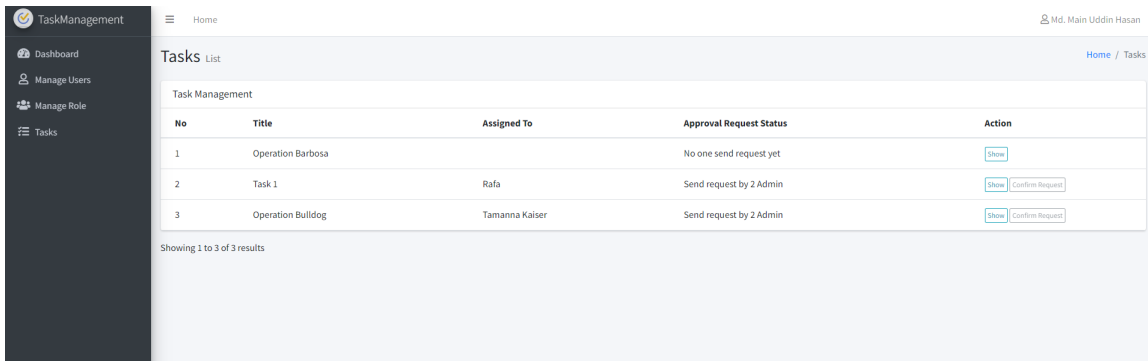 TaskManagement
Home
Md. Main Uddin Hasan
Dashboard
Manage Users
Manage Role
Tasks
Tasks List
Home / Tasks
Task Management
No Title Assigned To Approval Request Status Action
1 Operation Barbosa No one send request yet Show
2 Task 1 Rafa Send request by 2 Admin Show Confirm Request
3 Operation Bulldog Tamanna Kaiser Send request by 2 Admin Show Confirm Request
Showing 1 to 3 of 3 results